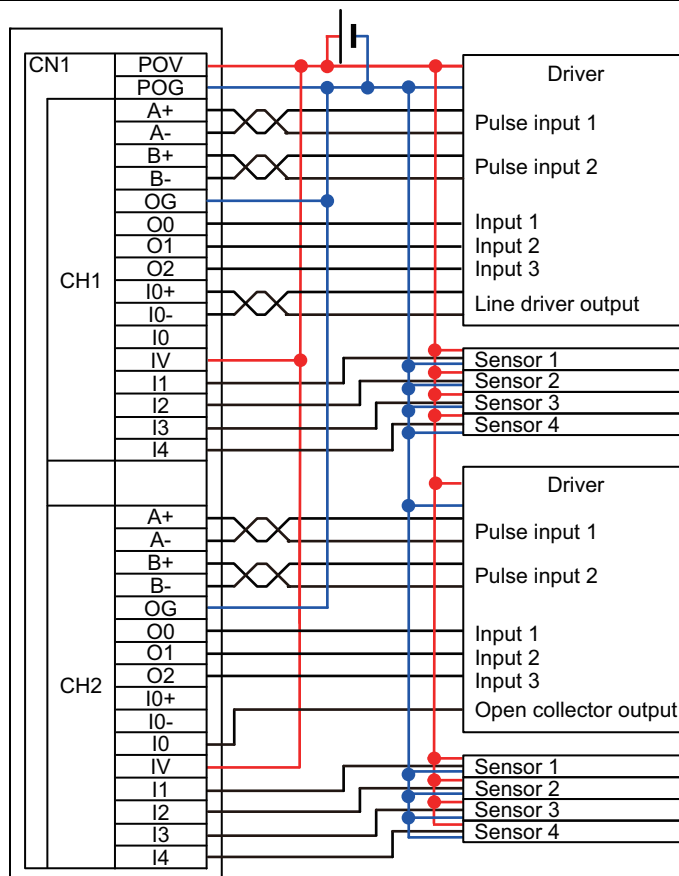 CN1
POV
POG
CH1
A+
A-
B+
B-
OG
O0
O1
O2
I0+
I0-
I0
IV
I1
I2
I3
I4
Driver
Pulse input 1
Pulse input 2
Input 1
Input 2
Input 3
Line driver output
Sensor 1
Sensor 2
Sensor 3
Sensor 4
CH2
A+
A-
B+
B-
OG
O0
O1
O2
I0+
I0-
I0
IV
I1
I2
I3
I4
Driver
Pulse input 1
Pulse input 2
Input 1
Input 2
Input 3
Open collector output
Sensor 1
Sensor 2
Sensor 3
Sensor 4